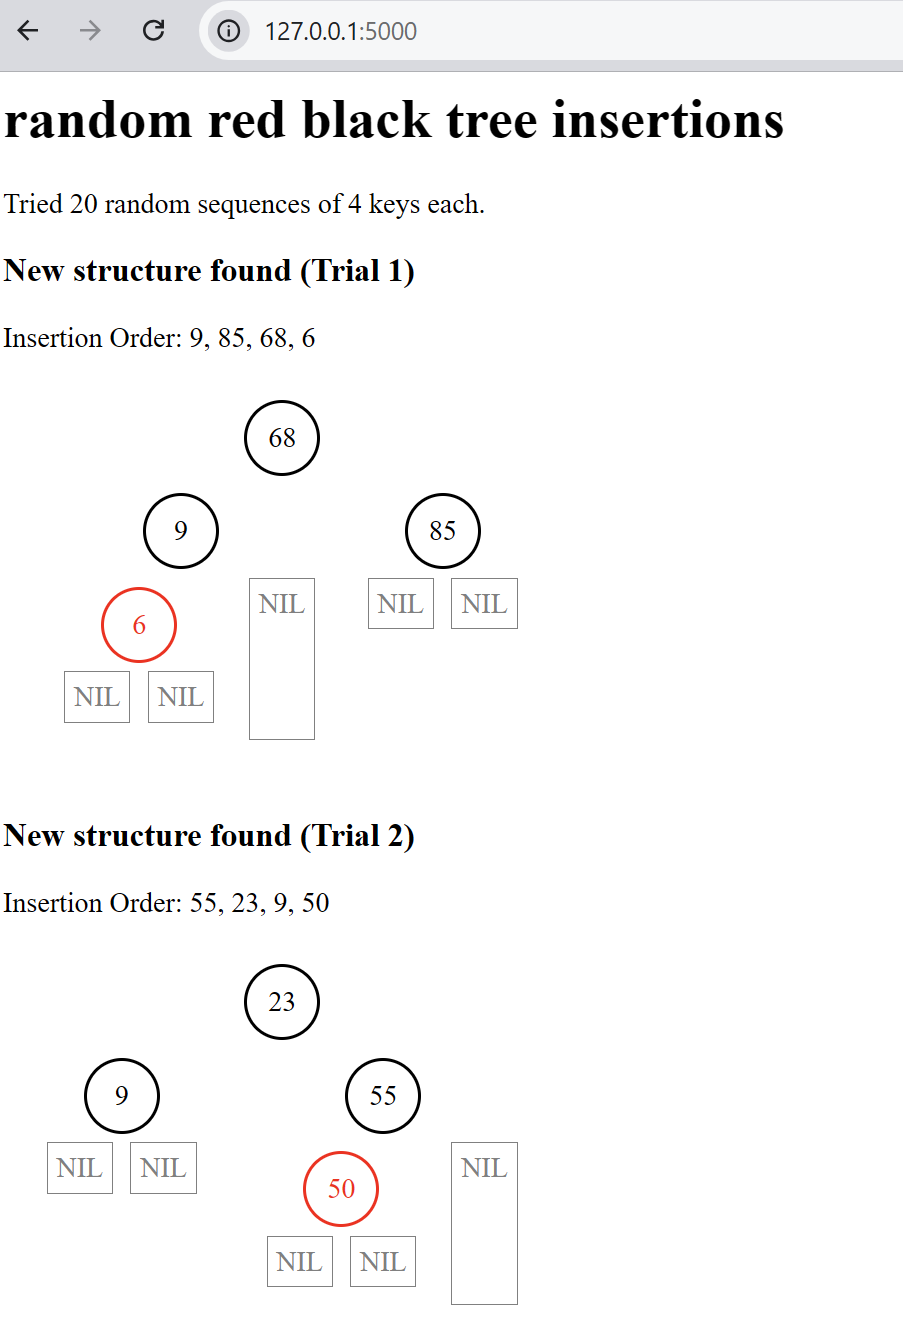 127.0.0.1:5000
random red black tree insertions
Tried 20 random sequences of 4 keys each.
New structure found (Trial 1)
Insertion Order: 9, 85, 68, 6
68
9 85
NIL NIL NIL
6
NIL NIL
New structure found (Trial 2)
Insertion Order: 55, 23, 9, 50
23
9 55
NIL NIL NIL
50
NIL NIL